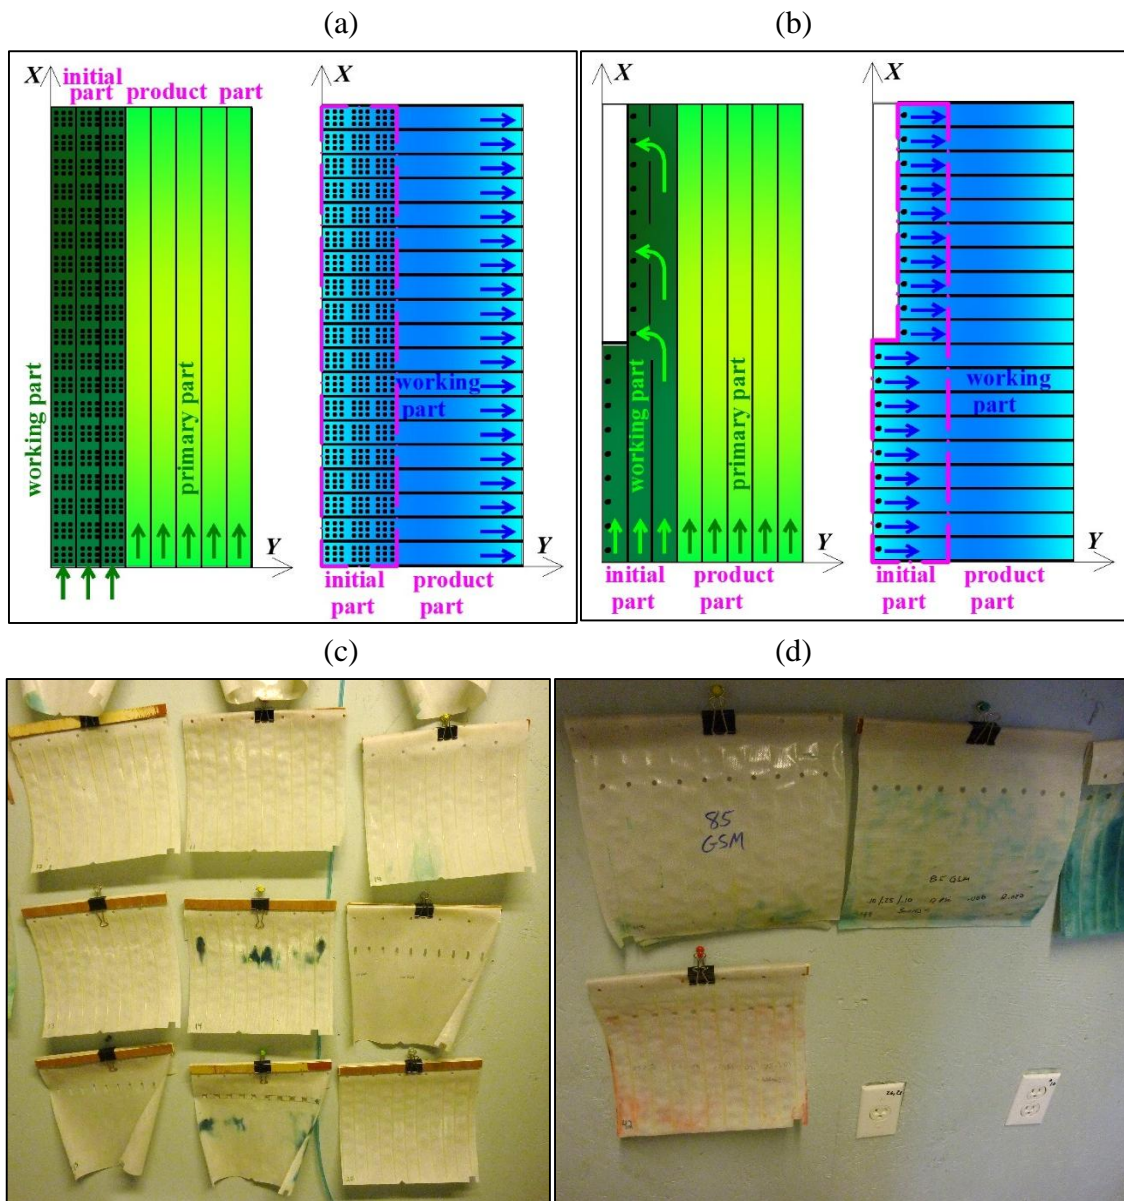 (a)
(b)
X
initial
part
product part
working part
primary part
Y
X
working
part
Y
initial
part
product
part
X
working part
primary part
Y
initial
part
product
part
X
working
part
Y
initial
part
product
part
(c)
(d)
85
GSM
85 GSM
42